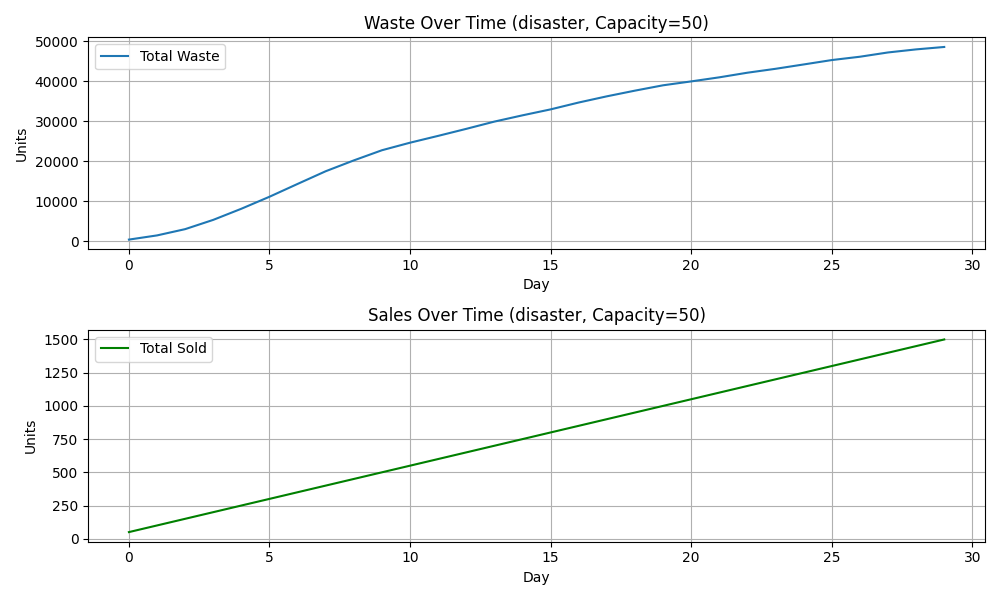 Waste Over Time (disaster, Capacity=50)
Total Waste
Units
50000
40000
30000
20000
10000
0
0 5 10 15 20 25 30
Day
Sales Over Time (disaster, Capacity=50)
Total Sold
Units
1500
1250
1000
750
500
250
0
0 5 10 15 20 25 30
Day